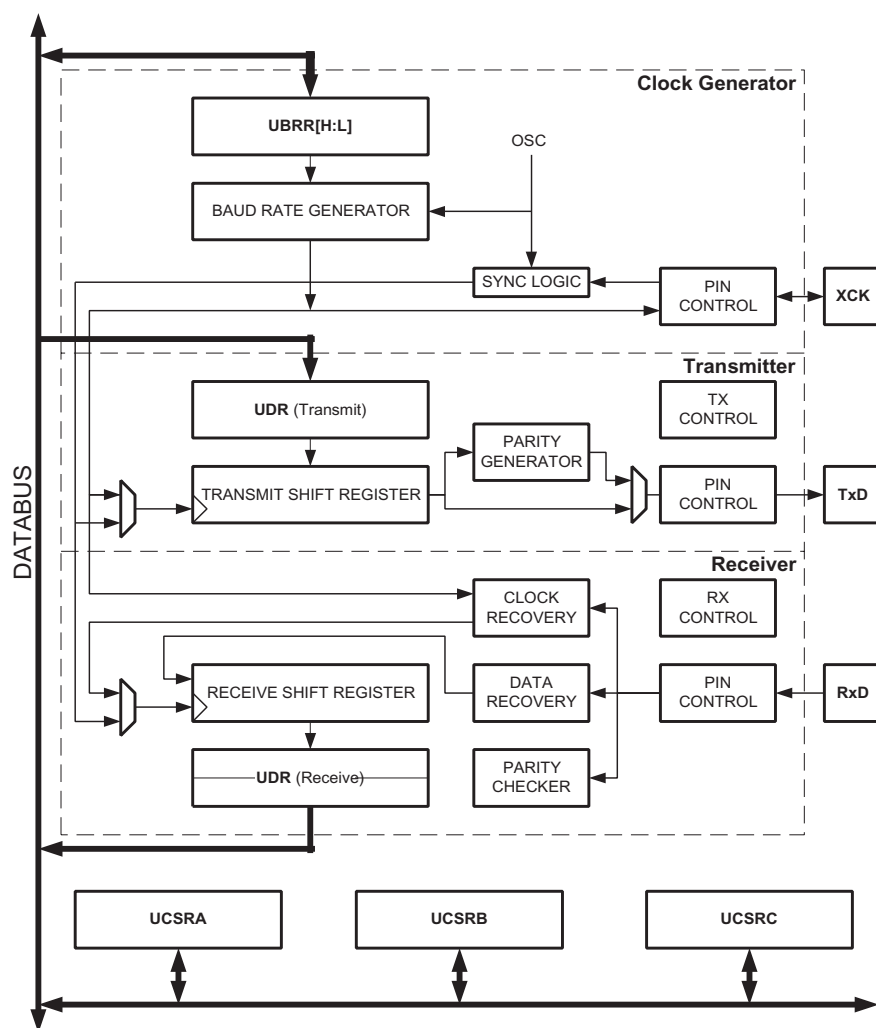 Clock Generator
UBRR[H:L]
OSC
BAUD RATE GENERATOR
SYNC LOGIC
PIN
CONTROL
XCK
Transmitter
UDR (Transmit)
TX
CONTROL
PARITY
GENERATOR
TRANSMIT SHIFT REGISTER
PIN
CONTROL
TxD
DATABUS
Receiver
CLOCK
RECOVERY
RX
CONTROL
RECEIVE SHIFT REGISTER
DATA
RECOVERY
PIN
CONTROL
RxD
UDR (Receive)
PARITY
CHECKER
UCSRA
UCSRB
UCSRC